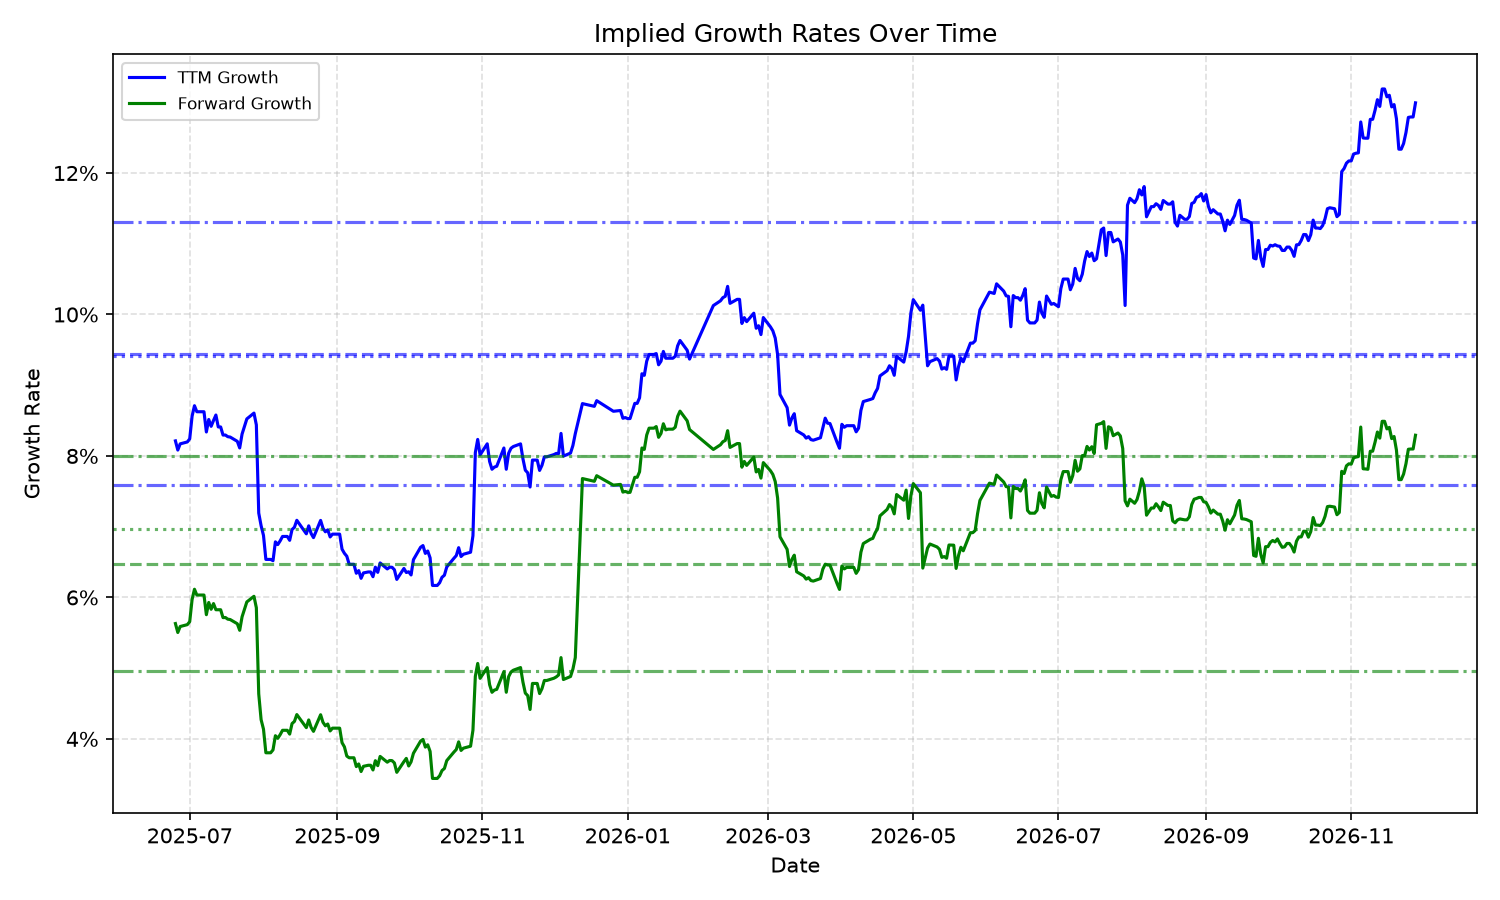 Implied Growth Rates Over Time
TTM Growth
Forward Growth
Growth Rate
12%
10%
8%
6%
4%
2025-07
2025-09
2025-11
2026-01
2026-03
2026-05
2026-07
2026-09
2026-11
Date